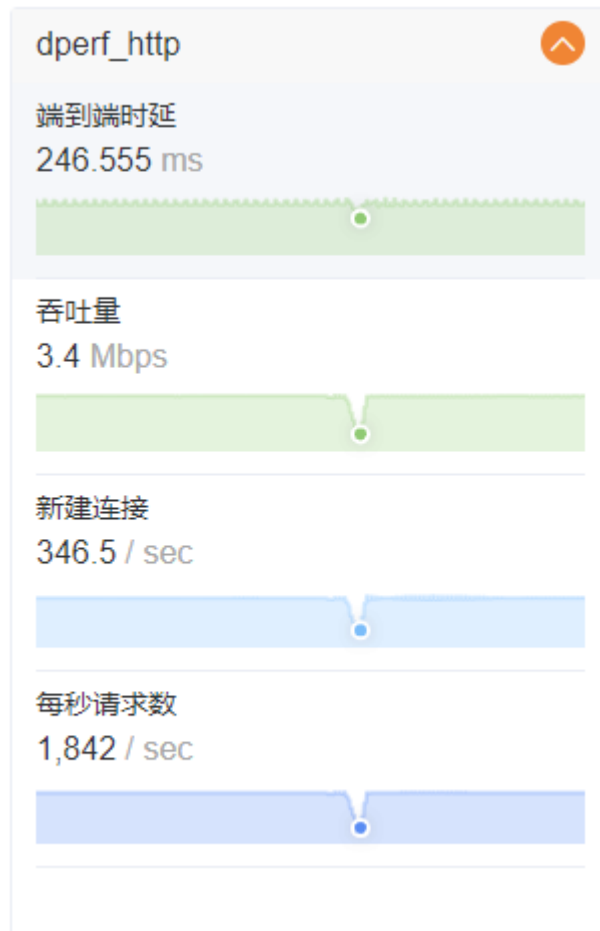 dperf_http
端到端时延
246.555 ms
吞吐量
3.4 Mbps
新建连接
346.5 / sec
每秒请求数
1,842 / sec